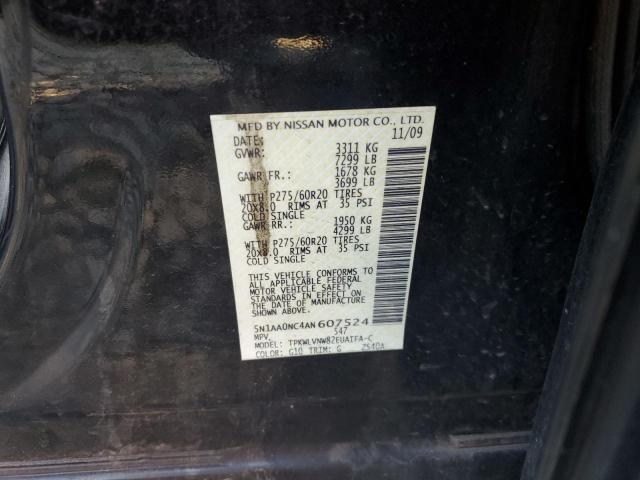 MFD BY NISSAN MOTOR CO., LTD.
DATE: 11/09
GVWR: 3311 KG
7299 LB
GAWR FR.: 1678 KG
3699 LB
WITH P275/60R20 TIRES
20X8.0 RIMS AT 35 PSI
COLD SINGLE
GAWR RR.: 1950 KG
4299 LB
WITH P275/60R20 TIRES
20X8.0 RIMS AT 35 PSI
COLD SINGLE
THIS VEHICLE CONFORMS TO
ALL APPLICABLE FEDERAL
MOTOR VEHICLE SAFETY
STANDARDS IN EFFECT ON
THE DATE OF MANUFACTURE
SHOWN ABOVE.
5N1AA0NC4AN607524
MPV 547
MODEL: TPKWLVNW82EUAIFA-C
COLOR: G10 TRIM: G